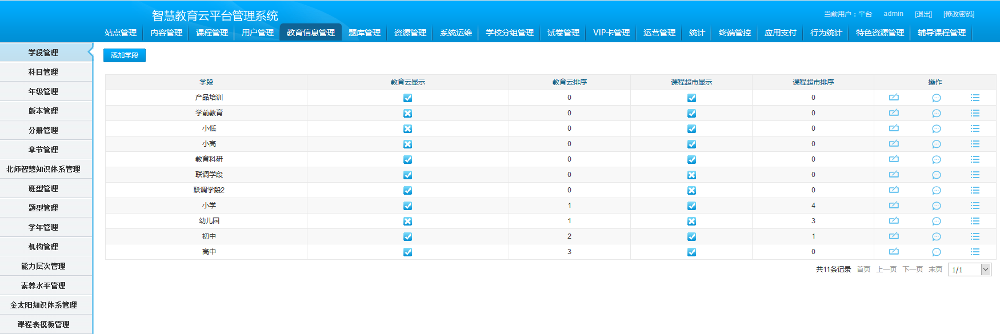 智慧教育云平台管理系统
当前用户：平台 admin [退出] [修改密码]
站点管理 内容管理 课程管理 用户管理 教育信息管理 题库管理 资源管理 系统运维 学校分组管理 试卷管理 VIP卡管理 运营管理 统计 终端管控 应用支付 行为统计 特色资源管理 辅导课程管理
学段管理
科目管理
年级管理
版本管理
分册管理
章节管理
北师智慧知识体系管理
班型管理
题型管理
学年管理
机构管理
能力层次管理
素养水平管理
金太阳知识体系管理
课程表模板管理
添加学段
学段 教育云显示 教育云排序 课程超市显示 课程超市排序 操作
产品培训 0 0
学前教育 0 0
小低 0 0
小高 0 0
教育科研 0 0
联调学段 0 0
联调学段2 0 0
小学 1 4
幼儿园 1 3
初中 2 1
高中 3 0
共11条记录 首页 上一页 下一页 末页 1/1